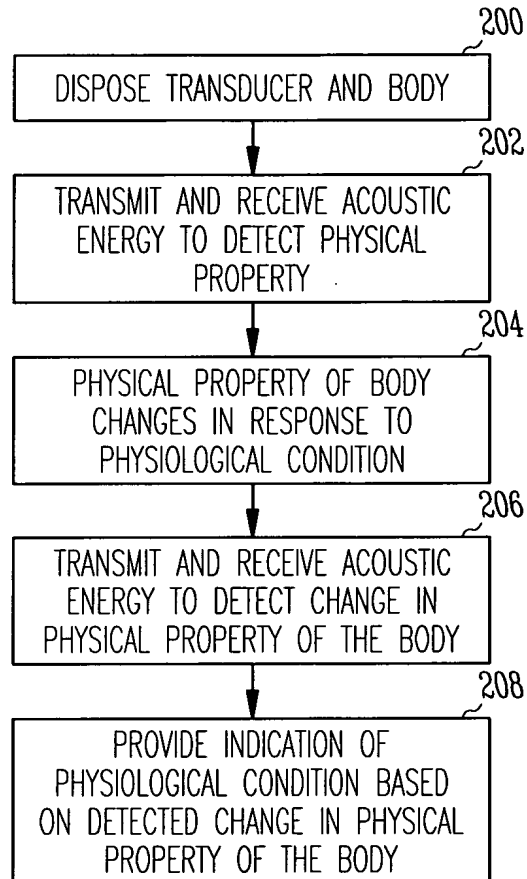 200
DISPOSE TRANSDUCER AND BODY
202
TRANSMIT AND RECEIVE ACOUSTIC
ENERGY TO DETECT PHYSICAL
PROPERTY
204
PHYSICAL PROPERTY OF BODY
CHANGES IN RESPONSE TO
PHYSIOLOGICAL CONDITION
206
TRANSMIT AND RECEIVE ACOUSTIC
ENERGY TO DETECT CHANGE IN
PHYSICAL PROPERTY OF THE BODY
208
PROVIDE INDICATION OF
PHYSIOLOGICAL CONDITION BASED
ON DETECTED CHANGE IN PHYSICAL
PROPERTY OF THE BODY